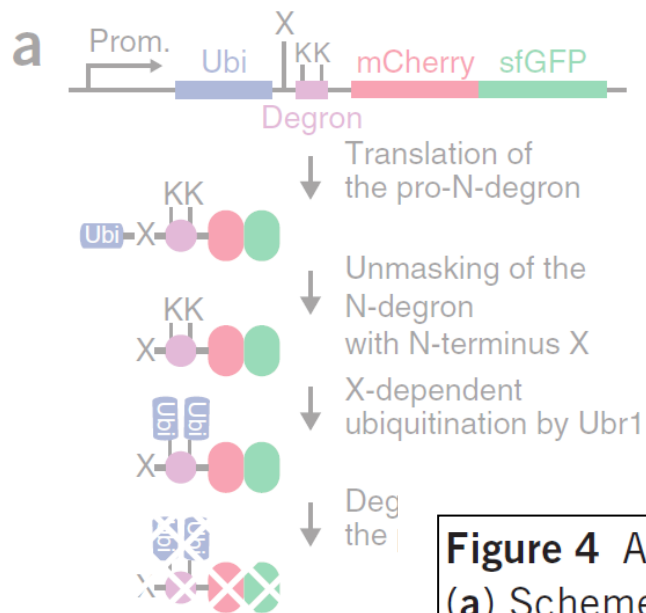 a
Prom.
X
Ubi
KK
mCherry
sfGFP
Degron
Translation of
the pro-N-degron
KK
Ubi
X
Unmasking of the
N-degron
with N-terminus X
KK
X
X-dependent
ubiquitination by Ubr1
Ubi Ubi
X
the
Figure 4 A
(a) Scheme